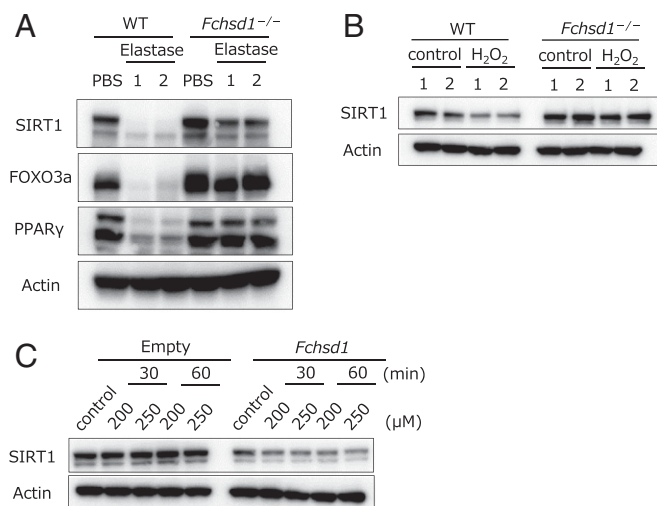 A
WT Fchsd1−/−
Elastase Elastase
PBS 1 2 PBS 1 2
SIRT1
FOXO3a
PPARγ
Actin
B
WT Fchsd1−/−
control H2O2 control H2O2
1 2 1 2 1 2 1 2
SIRT1
Actin
C
Empty Fchsd1
30 60 30 60 (min)
control 200 250 200 250 control 200 250 200 250 (μM)
SIRT1
Actin